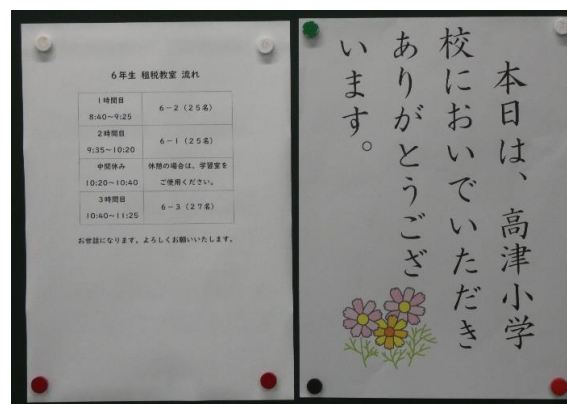 6年生 租税教室 流れ
1時間目
8:40～9:25
6－2（25名）
2時間目
9:35～10:20
6－1（25名）
中間休み
10:20～10:40
休憩の場合は、学習室を
ご使用ください。
3時間目
10:40～11:25
6－3（27名）
お世話になります。よろしくお願いいたします。
本日は、高津小学
校においでいただき
ありがとうござ
います。